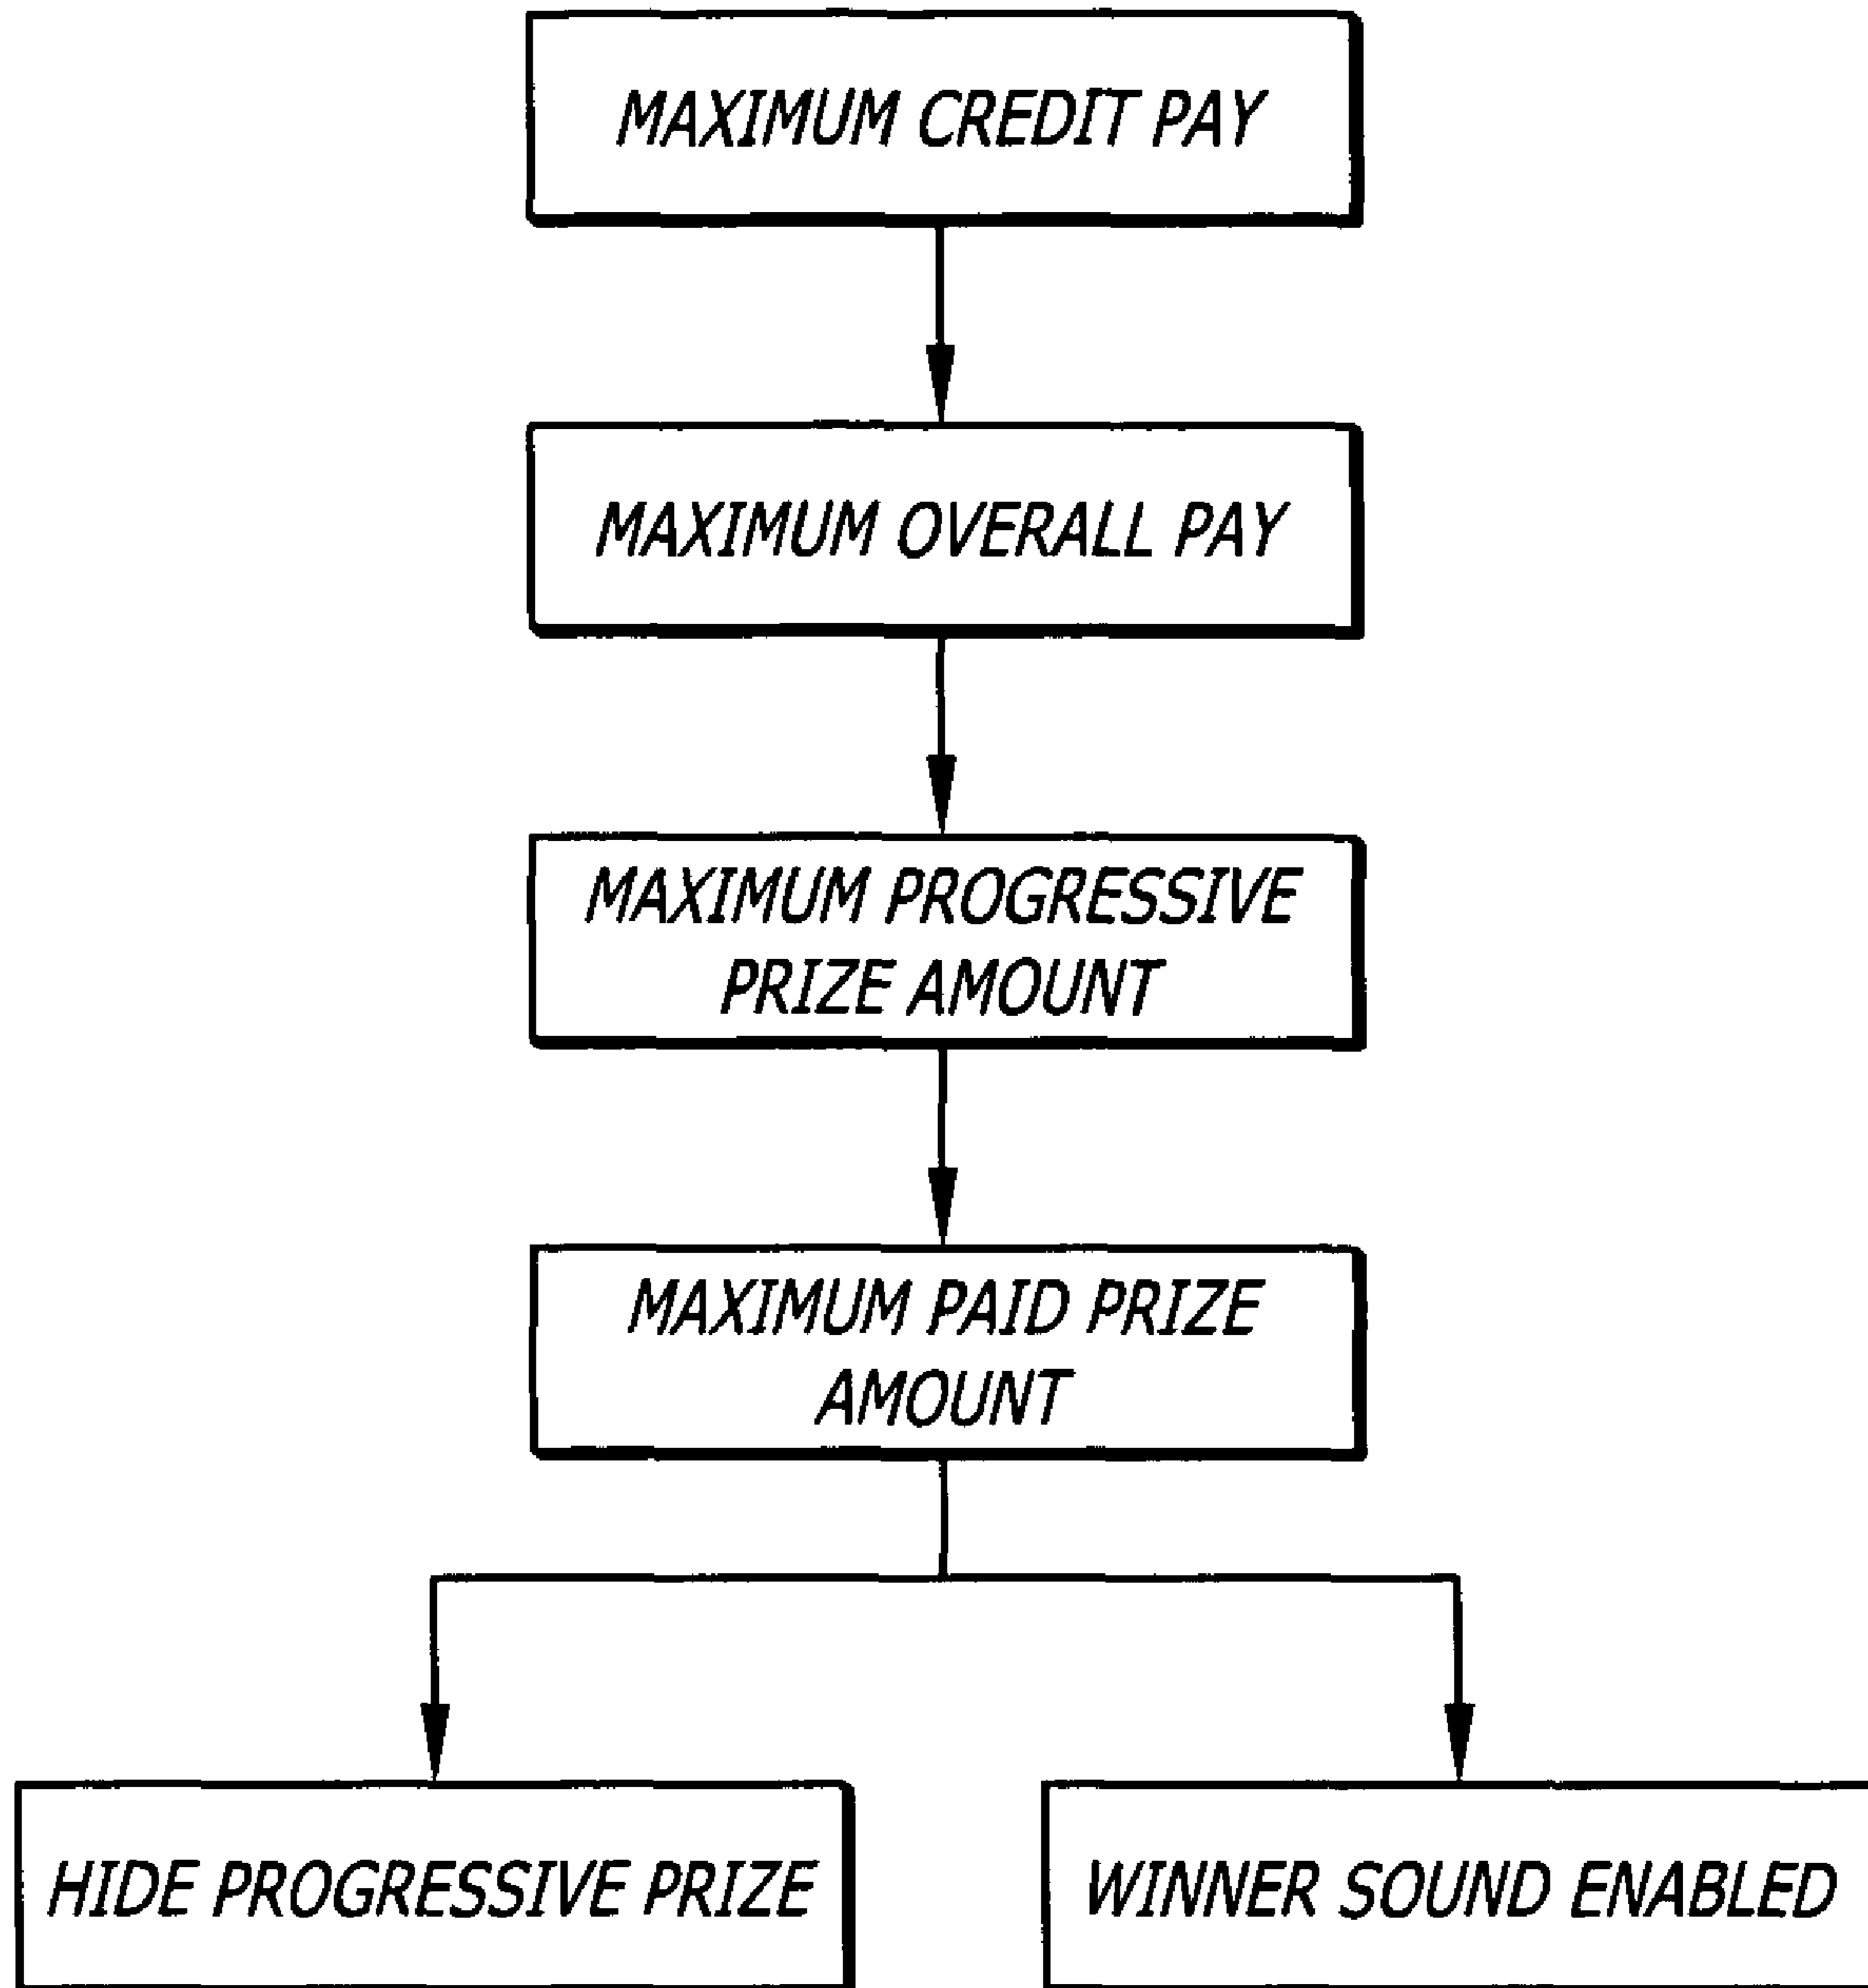 MAXIMUM CREDIT PAY
MAXIMUM OVERALL PAY
MAXIMUM PROGRESSIVE
PRIZE AMOUNT
MAXIMUM PAID PRIZE
AMOUNT
HIDE PROGRESSIVE PRIZE
WINNER SOUND ENABLED